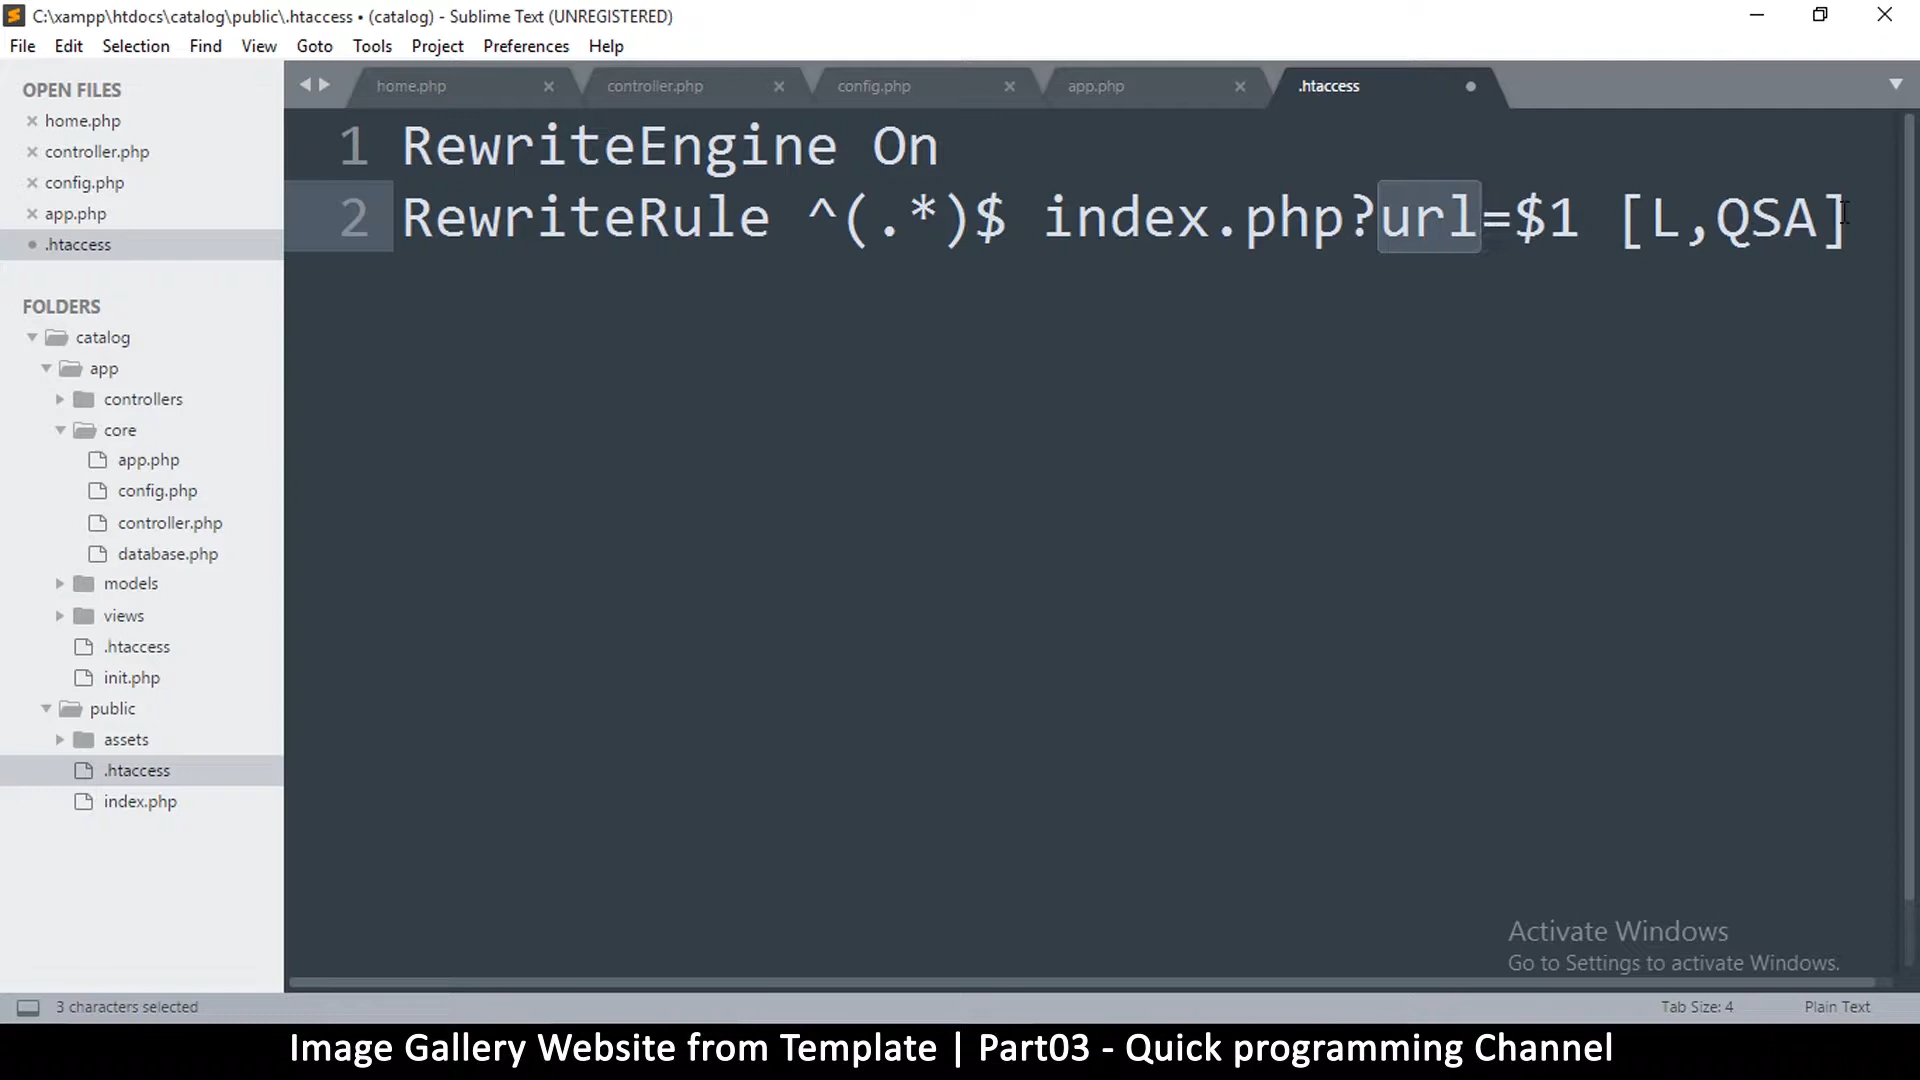 C:\xampp\htdocs\catalog\public\.htaccess • (catalog) - Sublime Text (UNREGISTERED)
File Edit Selection Find View Goto Tools Project Preferences Help
OPEN FILES
home.php
controller.php
config.php
app.php
.htaccess
FOLDERS
catalog
app
controllers
core
app.php
config.php
controller.php
database.php
models
views
.htaccess
init.php
public
assets
.htaccess
index.php
home.php controller.php config.php app.php .htaccess
1 RewriteEngine On
2 RewriteRule ^(.*)$ index.php?url=$1 [L,QSA]
Activate Windows
Go to Settings to activate Windows.
3 characters selected Tab Size: 4 Plain Text
Image Gallery Website from Template | Part03 - Quick programming Channel